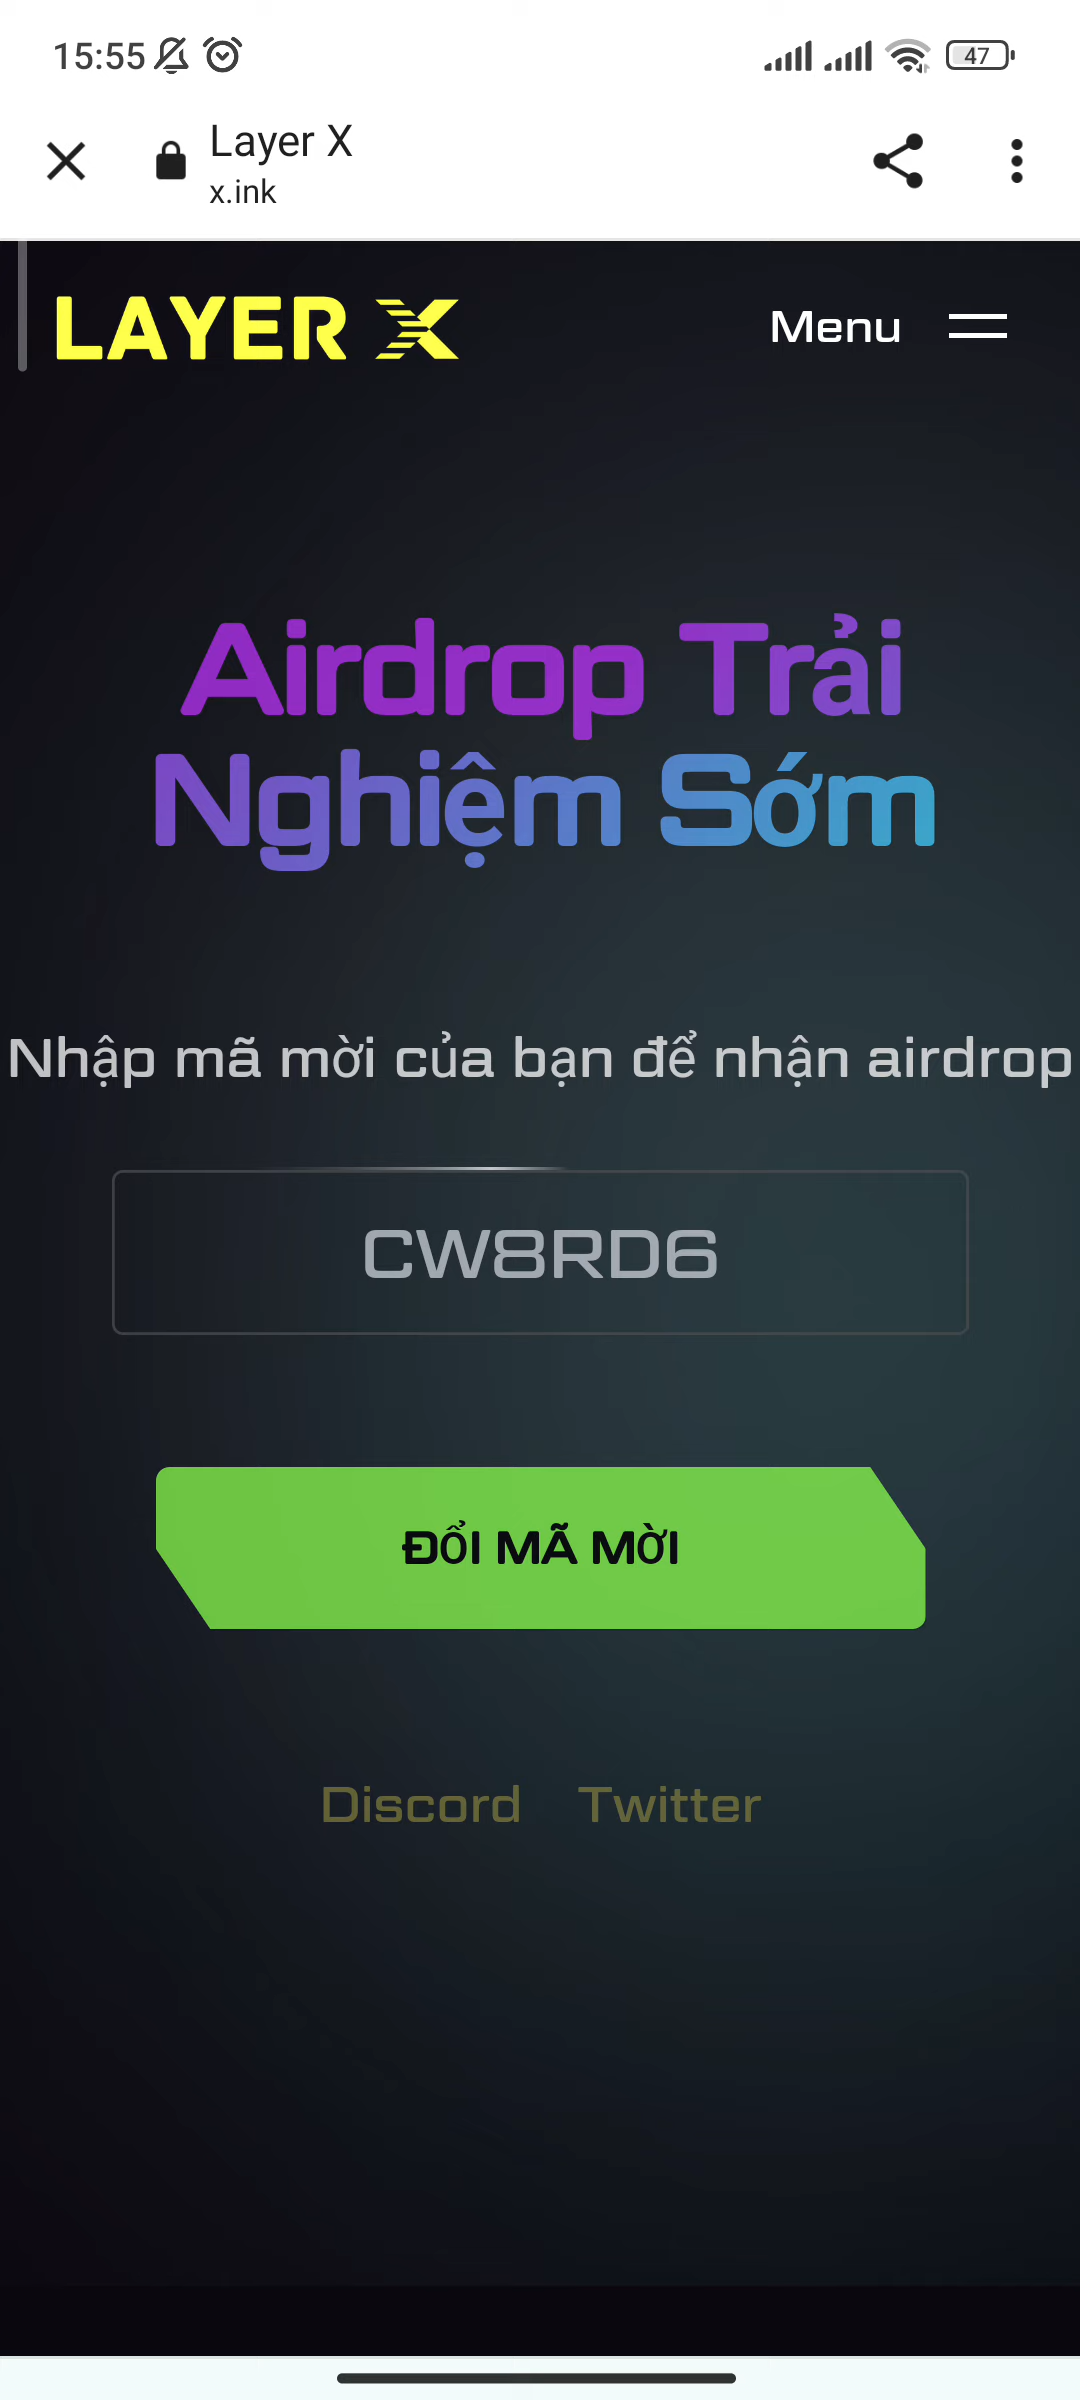 15:55
47
Layer X
x.ink
LAYER X
Menu
Airdrop Trải
Nghiệm Sớm
Nhập mã mời của bạn để nhận airdrop
CW8RD6
ĐỔI MÃ MỜI
Discord Twitter